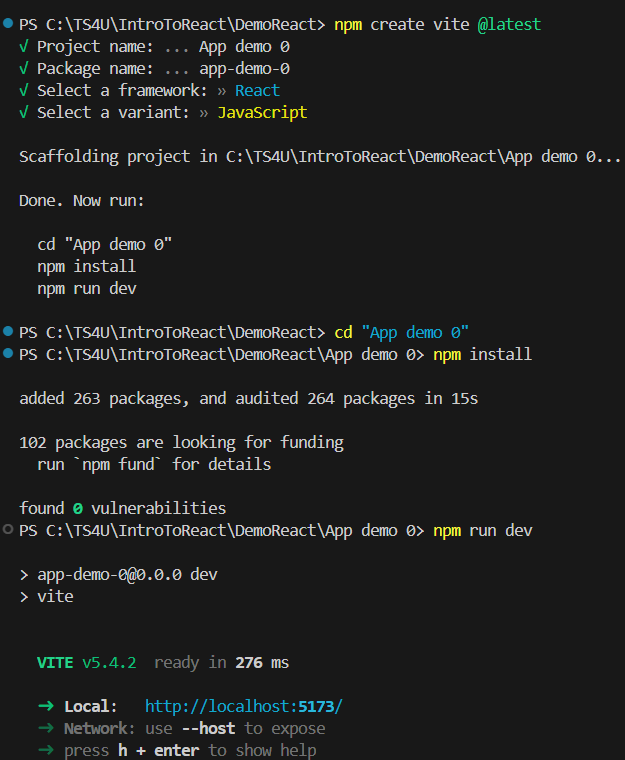 PS C:\TS4U\IntroToReact\DemoReact> npm create vite @latest
√ Project name: ... App demo 0
√ Package name: ... app-demo-0
√ Select a framework: » React
√ Select a variant: » JavaScript
Scaffolding project in C:\TS4U\IntroToReact\DemoReact\App demo 0...
Done. Now run:
cd "App demo 0"
npm install
npm run dev
PS C:\TS4U\IntroToReact\DemoReact> cd "App demo 0"
PS C:\TS4U\IntroToReact\DemoReact\App demo 0> npm install
added 263 packages, and audited 264 packages in 15s
102 packages are looking for funding
run `npm fund` for details
found 0 vulnerabilities
PS C:\TS4U\IntroToReact\DemoReact\App demo 0> npm run dev
> app-demo-0@0.0.0 dev
> vite
VITE v5.4.2 ready in 276 ms
➜ Local: http://localhost:5173/
➜ Network: use --host to expose
➜ press h + enter to show help